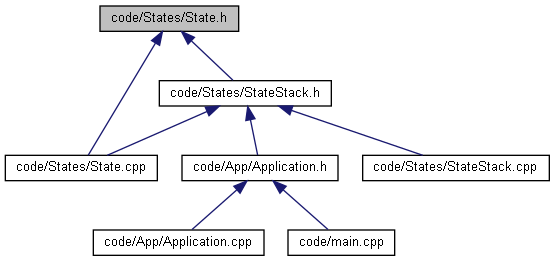 code/States/State.h
code/States/StateStack.h
code/States/State.cpp
code/App/Application.h
code/States/StateStack.cpp
code/App/Application.cpp
code/main.cpp